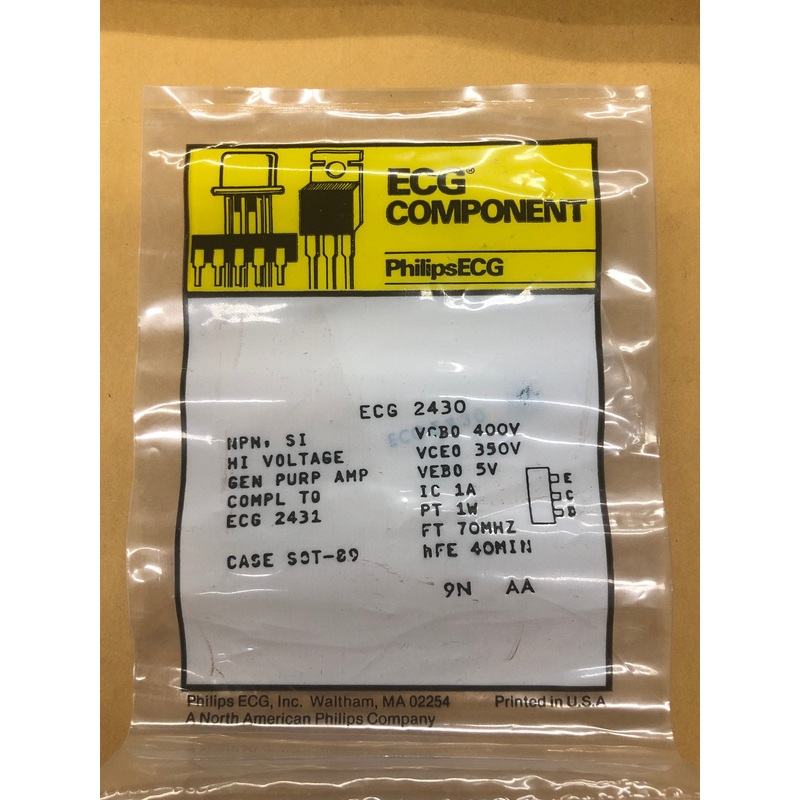 ECG®
COMPONENT
PhilipsECG
ECG 2430
NPN, SI
HI VOLTAGE
GEN PURP AMP
COMPL TO
ECG 2431
CASE SOT-89
VCBO 400V
VCEO 350V
VEBO 5V
IC 1A
PT 1W
FT 70MHZ
hFE 40MIN
E
C
B
9N AA
ECG 2430
Philips ECG, Inc. Waltham, MA 02254
A North American Philips Company
Printed in U.S.A